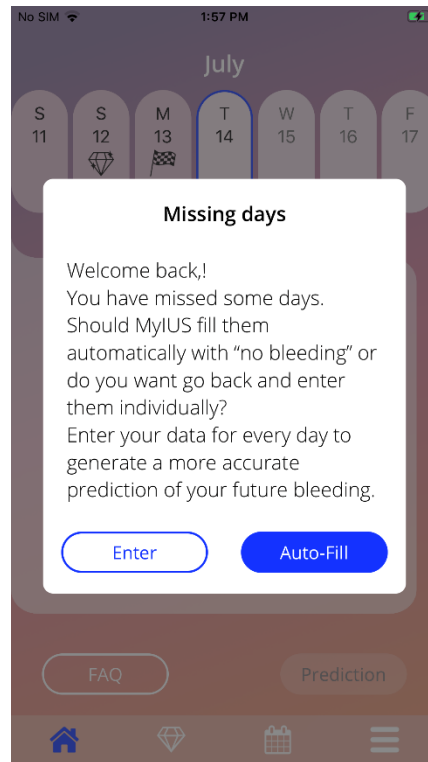 No SIM 1:57 PM
July
S S M T W T F
11 12 13 14 15 16 17
Missing days
Welcome back,!
You have missed some days.
Should MyIUS fill them
automatically with “no bleeding” or
do you want go back and enter
them individually?
Enter your data for every day to
generate a more accurate
prediction of your future bleeding.
Enter Auto-Fill
FAQ Prediction